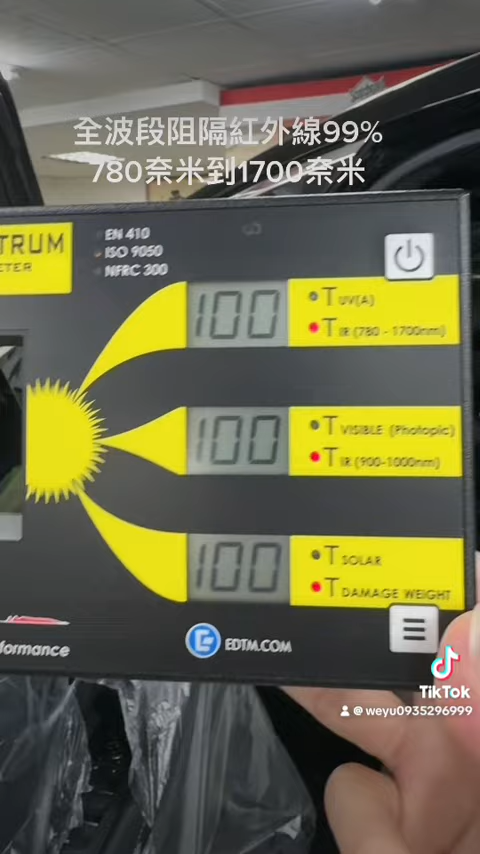 全波段阻隔紅外線99%
780奈米到1700奈米
TRUM
ETER
EN 410
ISO 9050
NFRC 300
100
T UV(A)
T IR (780 - 1700nm)
100
T VISIBLE (Photopic)
T IR (900-1000nm)
100
T SOLAR
T DAMAGE WEIGHT
formance
EDTM.COM
TikTok
@weyu0935296999